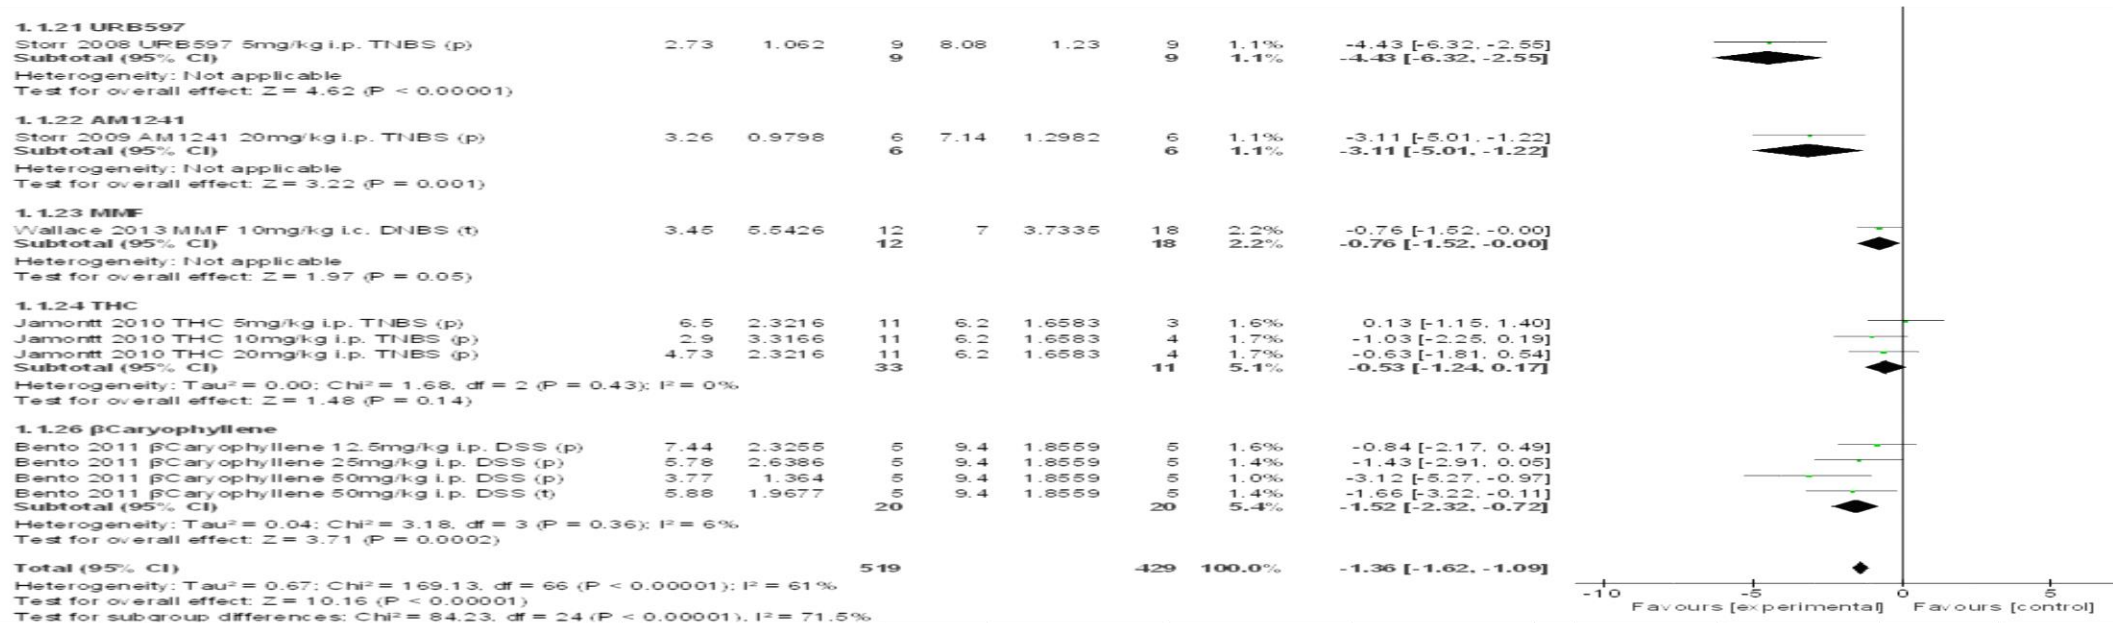 1.1.21 URB597
Storr 2008 URB597 5mg/kg i.p. TNBS (p) 2.73 1.062 9 8.08 1.23 9 1.1% -4.43 [-6.32, -2.55]
Subtotal (95% CI) 9 9 1.1% -4.43 [-6.32, -2.55]
Heterogeneity: Not applicable
Test for overall effect: Z = 4.62 (P < 0.00001)
1.1.22 AM1241
Storr 2009 AM1241 20mg/kg i.p. TNBS (p) 3.26 0.9798 6 7.14 1.2982 6 1.1% -3.11 [-5.01, -1.22]
Subtotal (95% CI) 6 6 1.1% -3.11 [-5.01, -1.22]
Heterogeneity: Not applicable
Test for overall effect: Z = 3.22 (P = 0.001)
1.1.23 MMF
Wallace 2013 MMF 10mg/kg i.c. DNBS (t) 3.45 5.5426 12 7 3.7335 18 2.2% -0.76 [-1.52, -0.00]
Subtotal (95% CI) 12 18 2.2% -0.76 [-1.52, -0.00]
Heterogeneity: Not applicable
Test for overall effect: Z = 1.97 (P = 0.05)
1.1.24 THC
Jamontt 2010 THC 5mg/kg i.p. TNBS (p) 6.5 2.3216 11 6.2 1.6583 3 1.6% 0.13 [-1.15, 1.40]
Jamontt 2010 THC 10mg/kg i.p. TNBS (p) 2.9 3.3166 11 6.2 1.6583 4 1.7% -1.03 [-2.25, 0.19]
Jamontt 2010 THC 20mg/kg i.p. TNBS (p) 4.73 2.3216 11 6.2 1.6583 4 1.7% -0.63 [-1.81, 0.54]
Subtotal (95% CI) 33 11 5.1% -0.53 [-1.24, 0.17]
Heterogeneity: Tau² = 0.00; Chi² = 1.68, df = 2 (P = 0.43); I² = 0%
Test for overall effect: Z = 1.48 (P = 0.14)
1.1.26 βCaryophyllene
Bento 2011 βCaryophyllene 12.5mg/kg i.p. DSS (p) 7.44 2.3255 5 9.4 1.8559 5 1.6% -0.84 [-2.17, 0.49]
Bento 2011 βCaryophyllene 25mg/kg i.p. DSS (p) 5.78 2.6386 5 9.4 1.8559 5 1.4% -1.43 [-2.91, 0.05]
Bento 2011 βCaryophyllene 50mg/kg i.p. DSS (p) 3.77 1.364 5 9.4 1.8559 5 1.0% -3.12 [-5.27, -0.97]
Bento 2011 βCaryophyllene 50mg/kg i.p. DSS (t) 5.88 1.9677 5 9.4 1.8559 5 1.4% -1.66 [-3.22, -0.11]
Subtotal (95% CI) 20 20 5.4% -1.52 [-2.32, -0.72]
Heterogeneity: Tau² = 0.04; Chi² = 3.18, df = 3 (P = 0.36); I² = 6%
Test for overall effect: Z = 3.71 (P = 0.0002)
Total (95% CI) 519 429 100.0% -1.36 [-1.62, -1.09]
Heterogeneity: Tau² = 0.67; Chi² = 169.13, df = 66 (P < 0.00001); I² = 61%
Test for overall effect: Z = 10.16 (P < 0.00001)
Test for subgroup differences: Chi² = 84.23, df = 24 (P < 0.00001), I² = 71.5%
-10 -5 0 5
Favours [experimental] Favours [control]